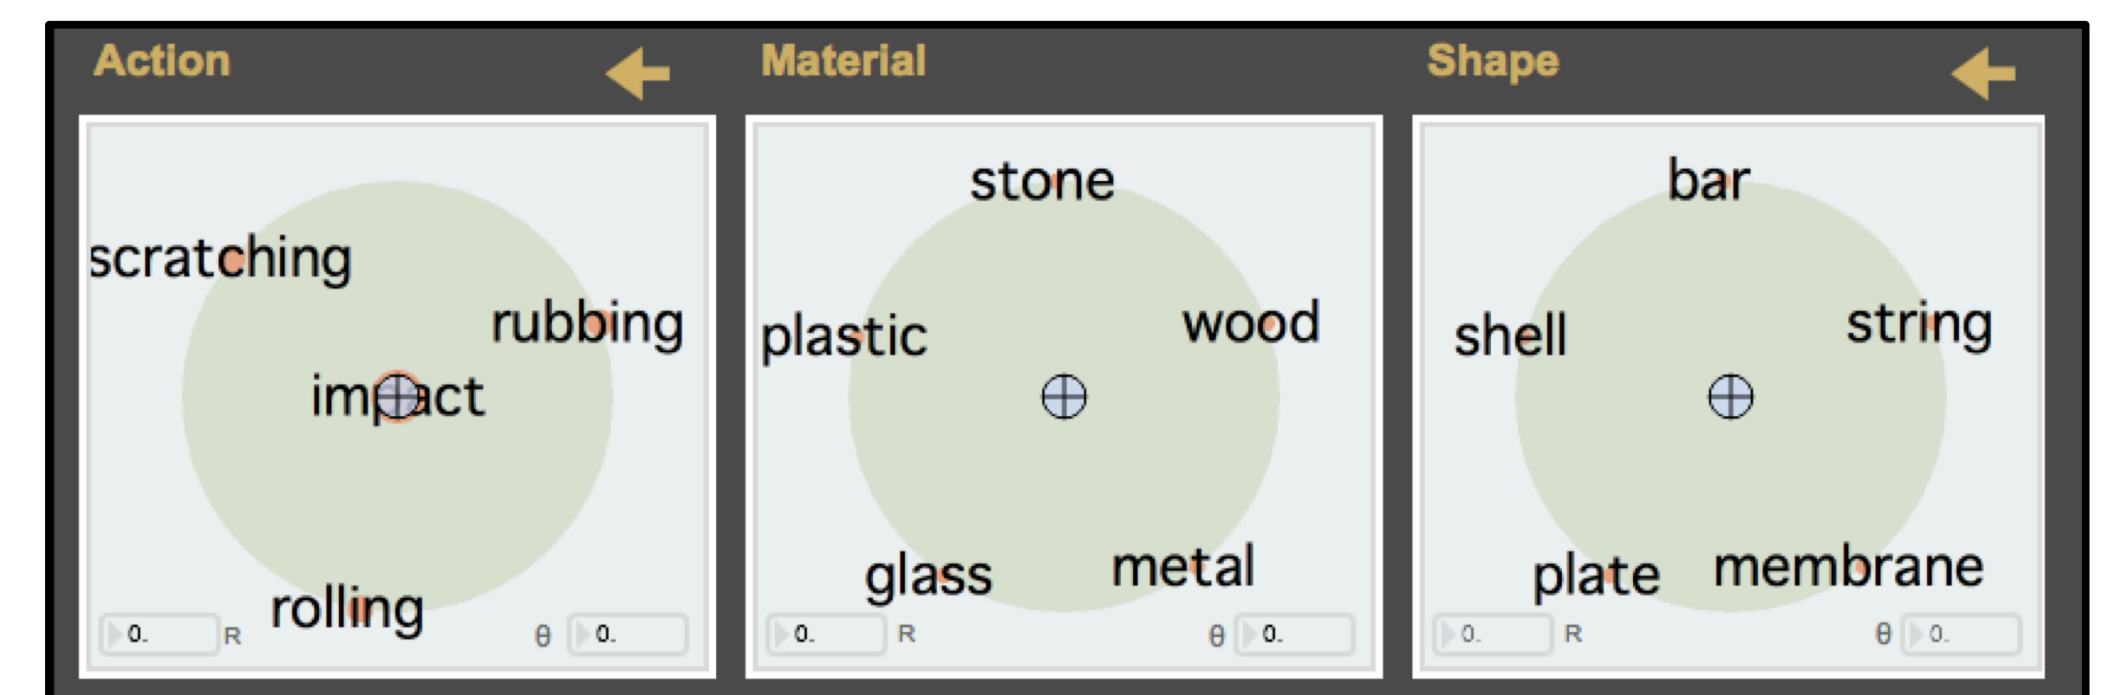 Action
scratching
rubbing
impact
rolling
0. R θ 0.
Material
stone
plastic
wood
glass
metal
0. R θ 0.
Shape
bar
shell
string
plate
membrane
0. R θ 0.